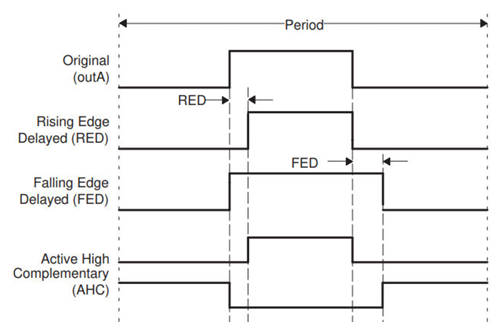 Period
Original
(outA)
RED
Rising Edge
Delayed (RED)
FED
Falling Edge
Delayed (FED)
Active High
Complementary
(AHC)